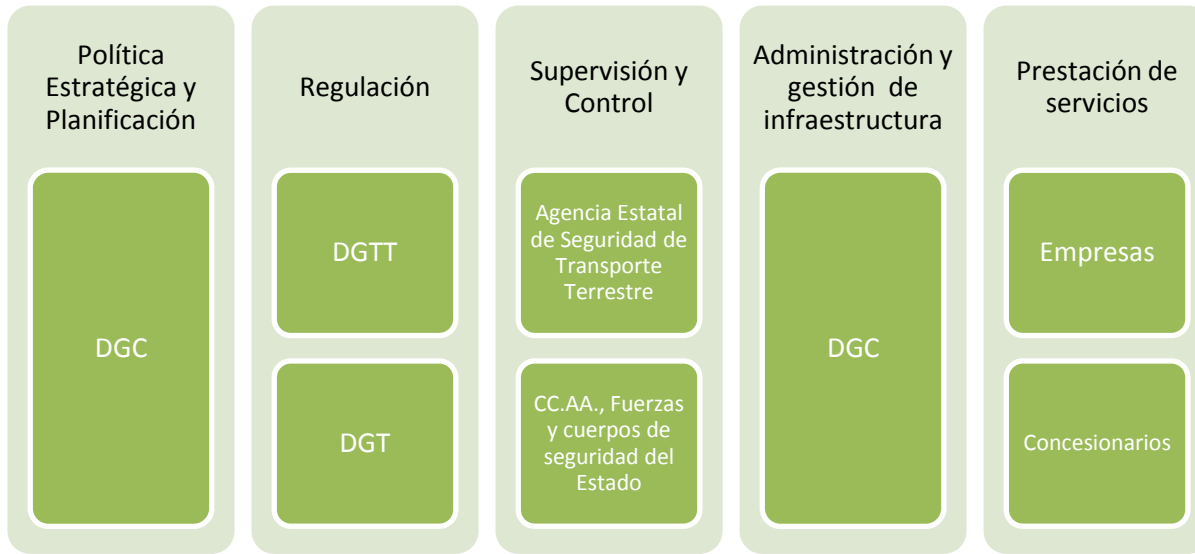 Política
Estratégica y
Planificación
DGC
Regulación
DGTT
DGT
Supervisión y
Control
Agencia Estatal
de Seguridad de
Transporte
Terrestre
CC.AA., Fuerzas
y cuerpos de
seguridad del
Estado
Administración y
gestión de
infraestructura
DGC
Prestación de
servicios
Empresas
Concesionarios